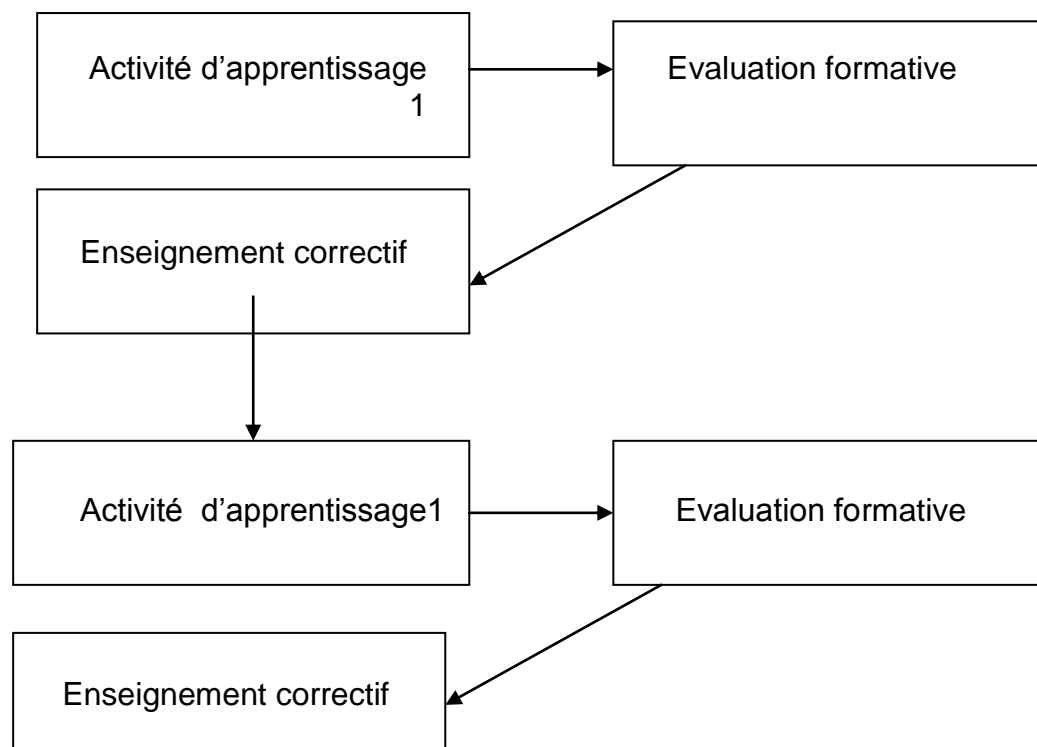 Activité d’apprentissage
1
Evaluation formative
Enseignement correctif
Activité  d’apprentissage1
Evaluation formative
Enseignement correctif